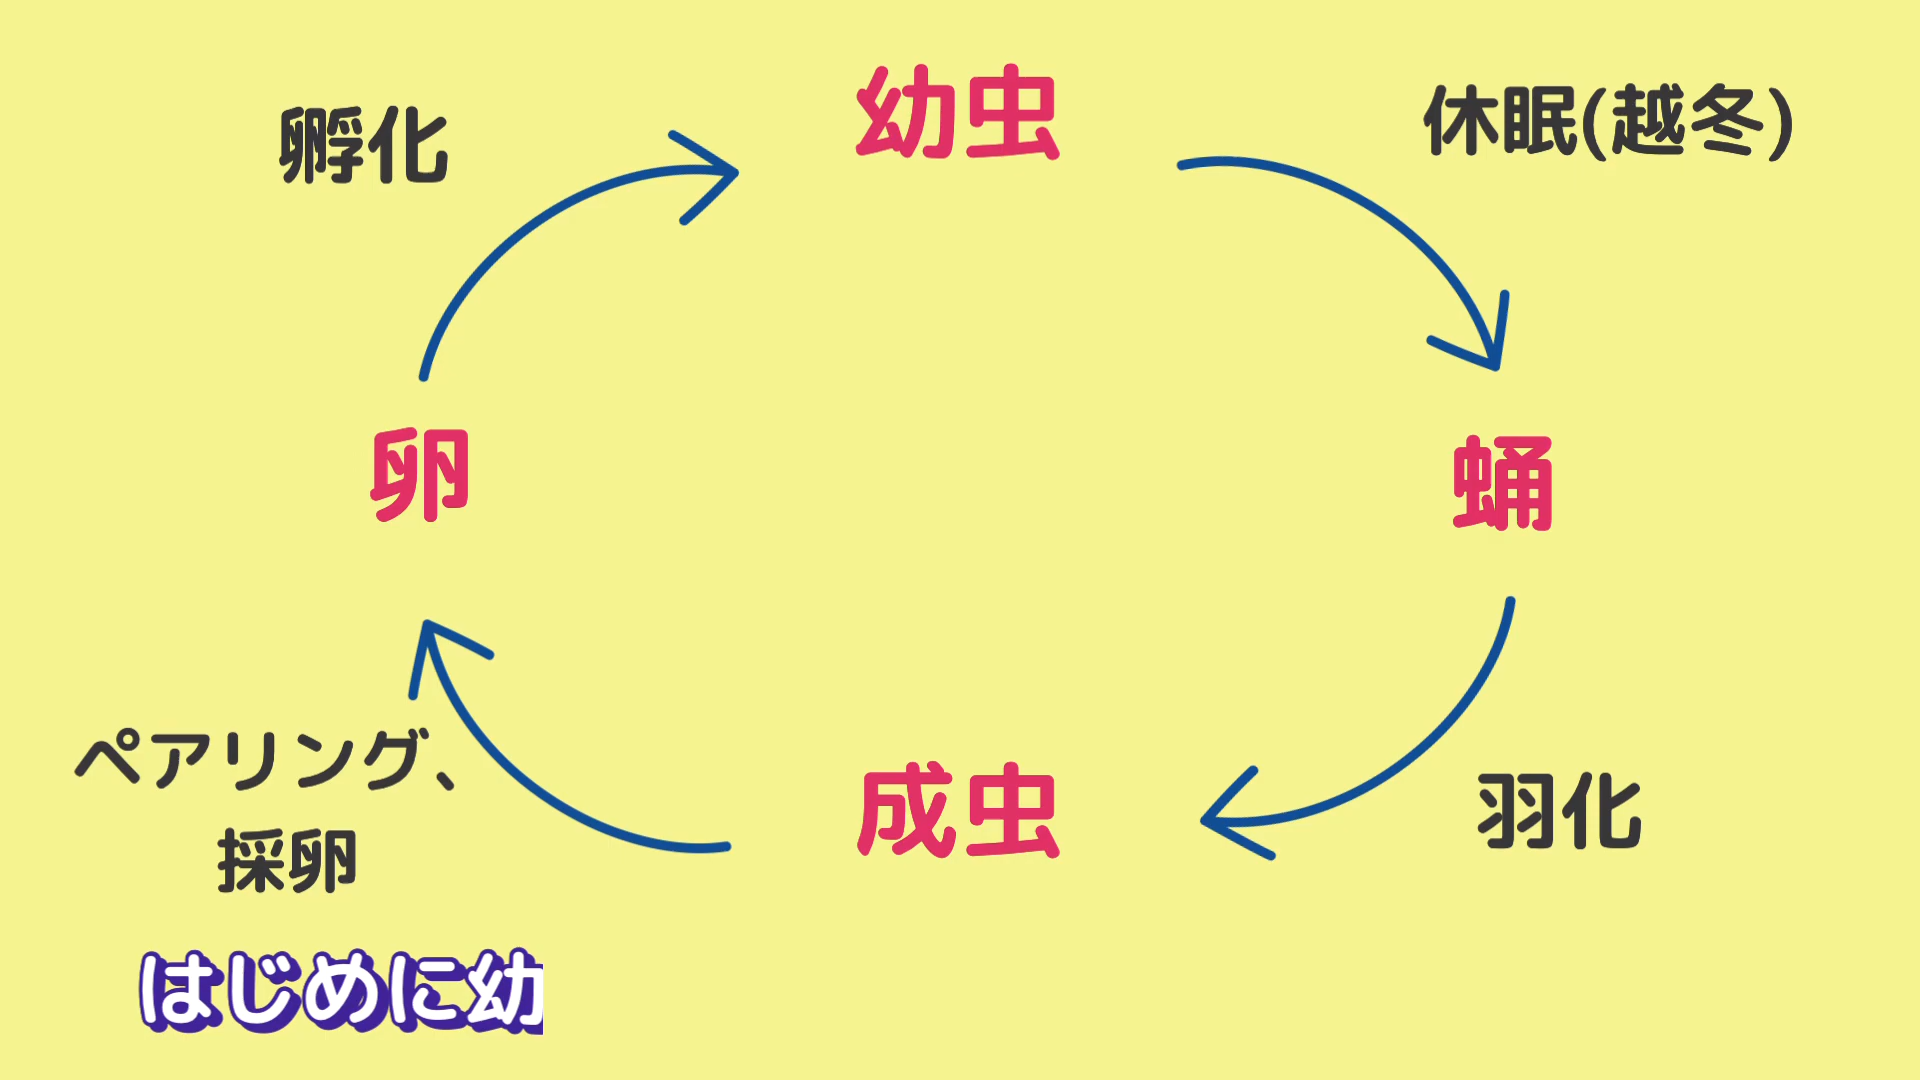 幼虫
孵化
休眠(越冬)
卵
蛹
ペアリング、
採卵
成虫
羽化
はじめに幼